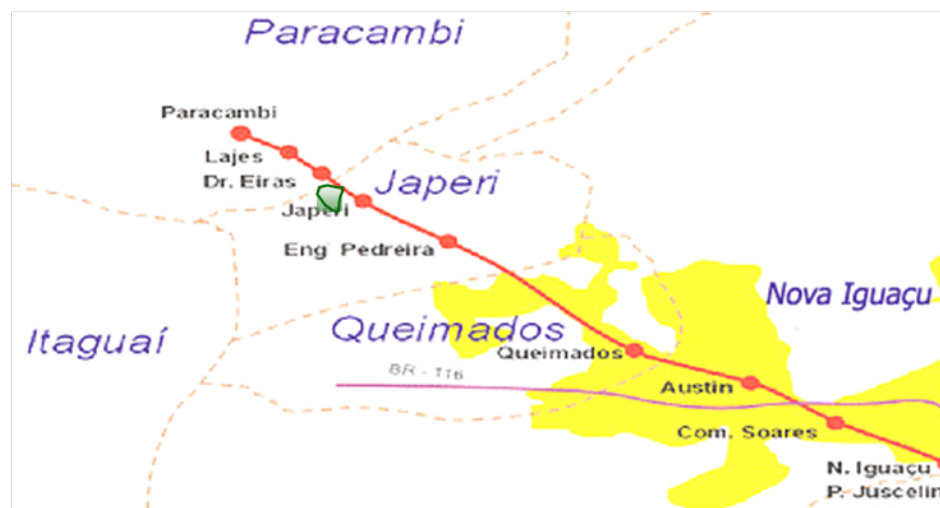 Paracambi
Paracambi
Lajes
Dr. Eiras
Japeri
Japeri
Eng Pedreira
Nova Iguaçu
Queimados
Itaguaí
Queimados
BR - 116
Austin
Com. Soares
N. Iguaçu
P. Juscelin